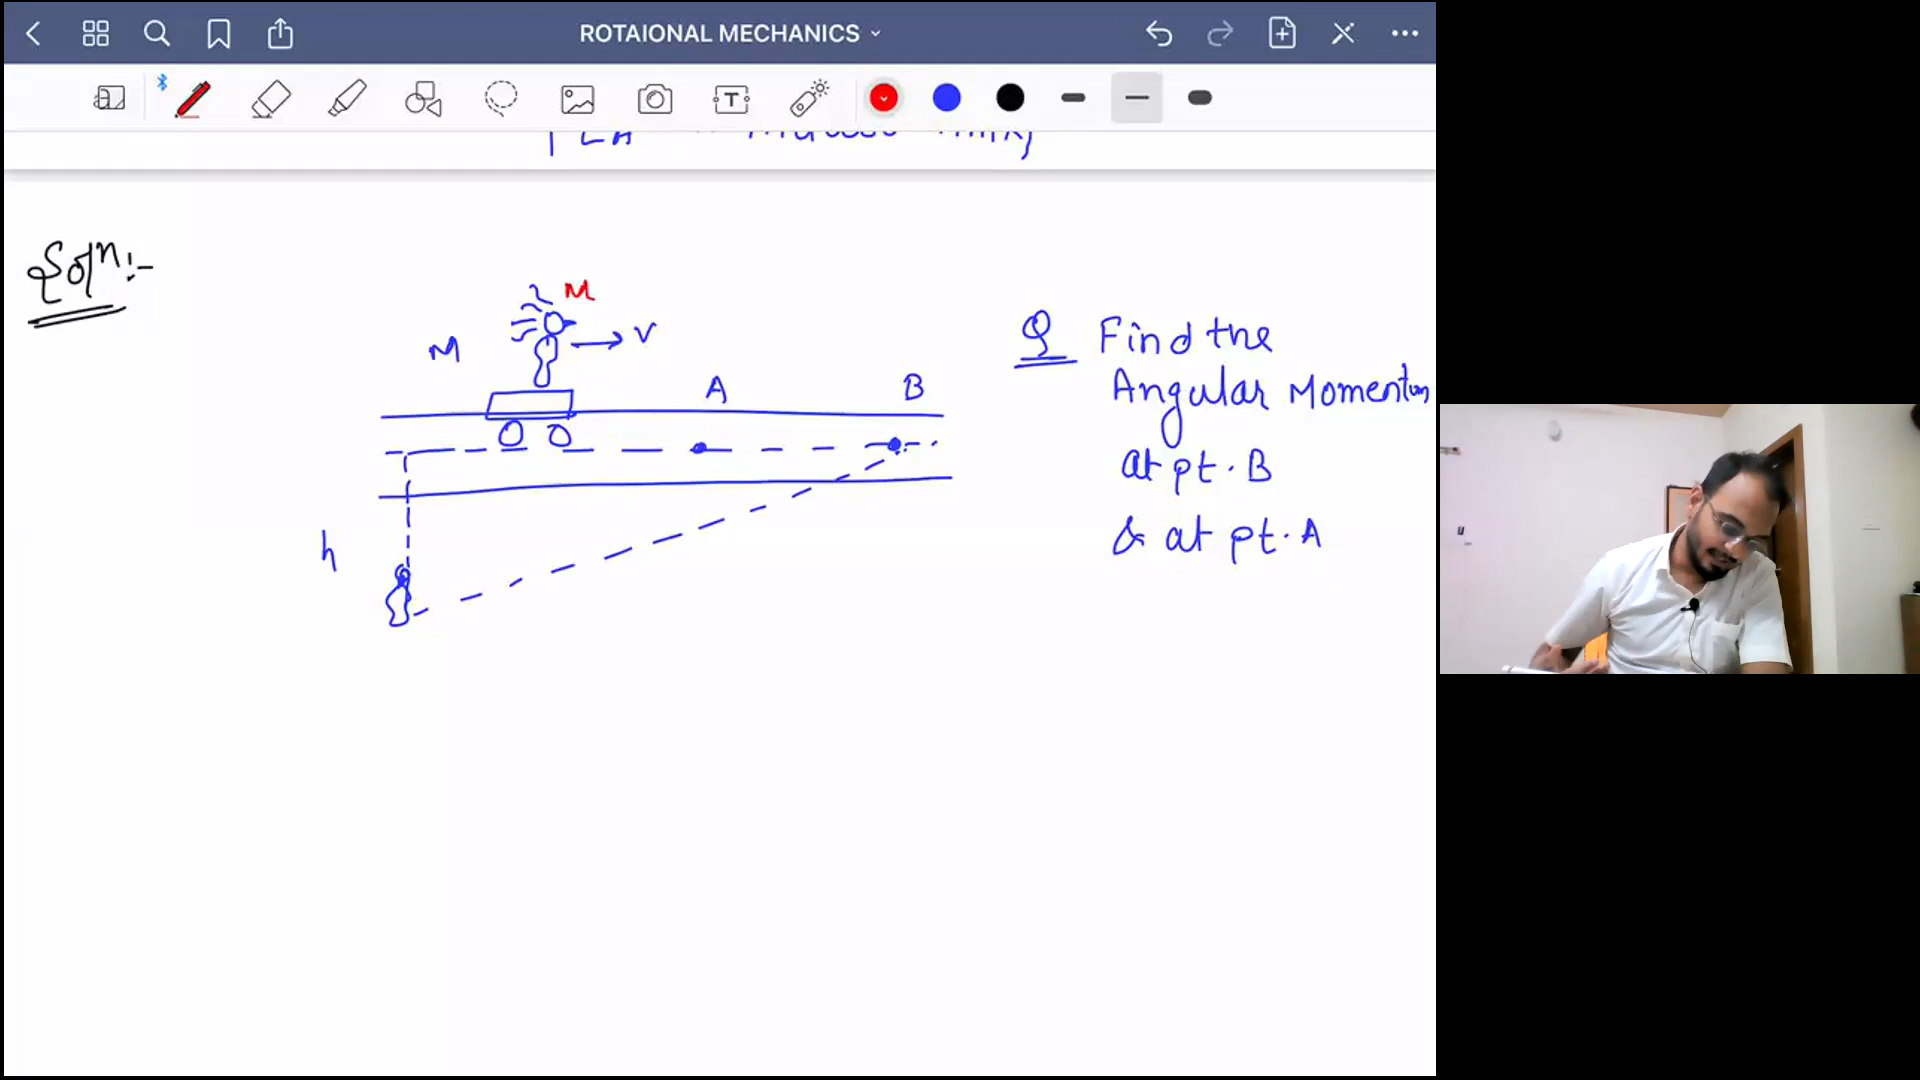 ROTAIONAL MECHANICS
Solⁿ:-
M
M
V
A
B
h
Q Find the
Angular Momentum
at pt. B
& at pt. A